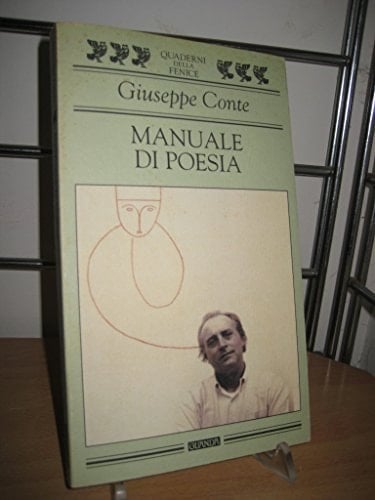 QUADERNI
DELLA
FENICE
Giuseppe Conte
MANUALE
DI POESIA
GUANDA